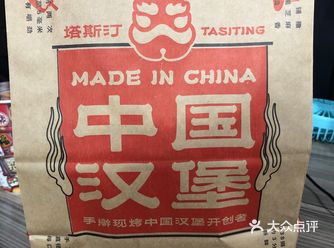 塔斯汀 TASITING
MADE IN CHINA
中国
汉堡
手擀现烤中国汉堡开创者
大众点评